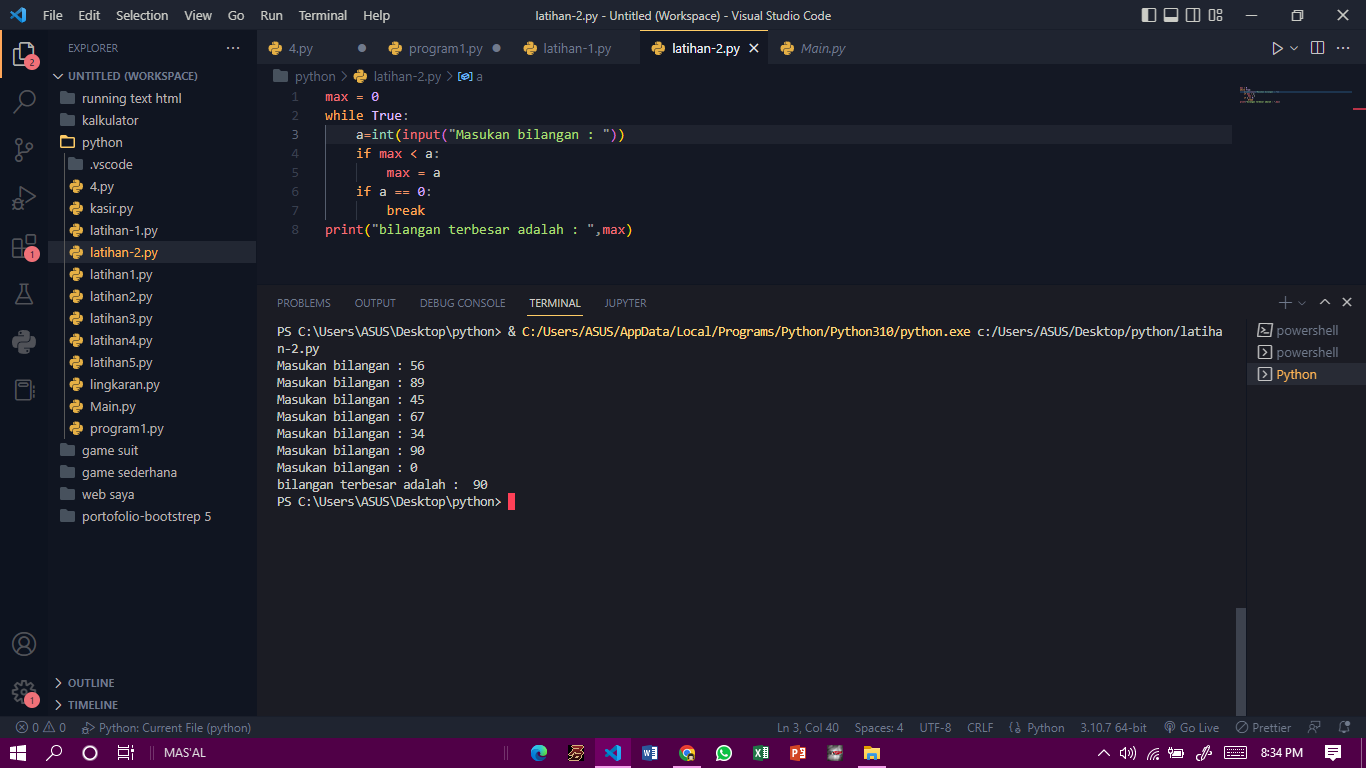 File Edit Selection View Go Run Terminal Help latihan-2.py - Untitled (Workspace) - Visual Studio Code
EXPLORER ···
2
1
UNTITLED (WORKSPACE)
running text html
kalkulator
python
.vscode
4.py
kasir.py
latihan-1.py
latihan-2.py
latihan1.py
latihan2.py
latihan3.py
latihan4.py
latihan5.py
lingkaran.py
Main.py
program1.py
game suit
game sederhana
web saya
portofolio-bootstrep 5
OUTLINE
TIMELINE
1
4.py program1.py latihan-1.py latihan-2.py Main.py
python > latihan-2.py > a
1 max = 0
2 while True:
3 a=int(input("Masukan bilangan : "))
4 if max < a:
5 max = a
6 if a == 0:
7 break
8 print("bilangan terbesar adalah : ",max)
PROBLEMS OUTPUT DEBUG CONSOLE TERMINAL JUPYTER
PS C:\Users\ASUS\Desktop\python> & C:/Users/ASUS/AppData/Local/Programs/Python/Python310/python.exe c:/Users/ASUS/Desktop/python/latiha
n-2.py
Masukan bilangan : 56
Masukan bilangan : 89
Masukan bilangan : 45
Masukan bilangan : 67
Masukan bilangan : 34
Masukan bilangan : 90
Masukan bilangan : 0
bilangan terbesar adalah :  90
PS C:\Users\ASUS\Desktop\python>
powershell
powershell
Python
0 0 Python: Current File (python) Ln 3, Col 40 Spaces: 4 UTF-8 CRLF Python 3.10.7 64-bit Go Live Prettier
MAS'AL 8:34 PM